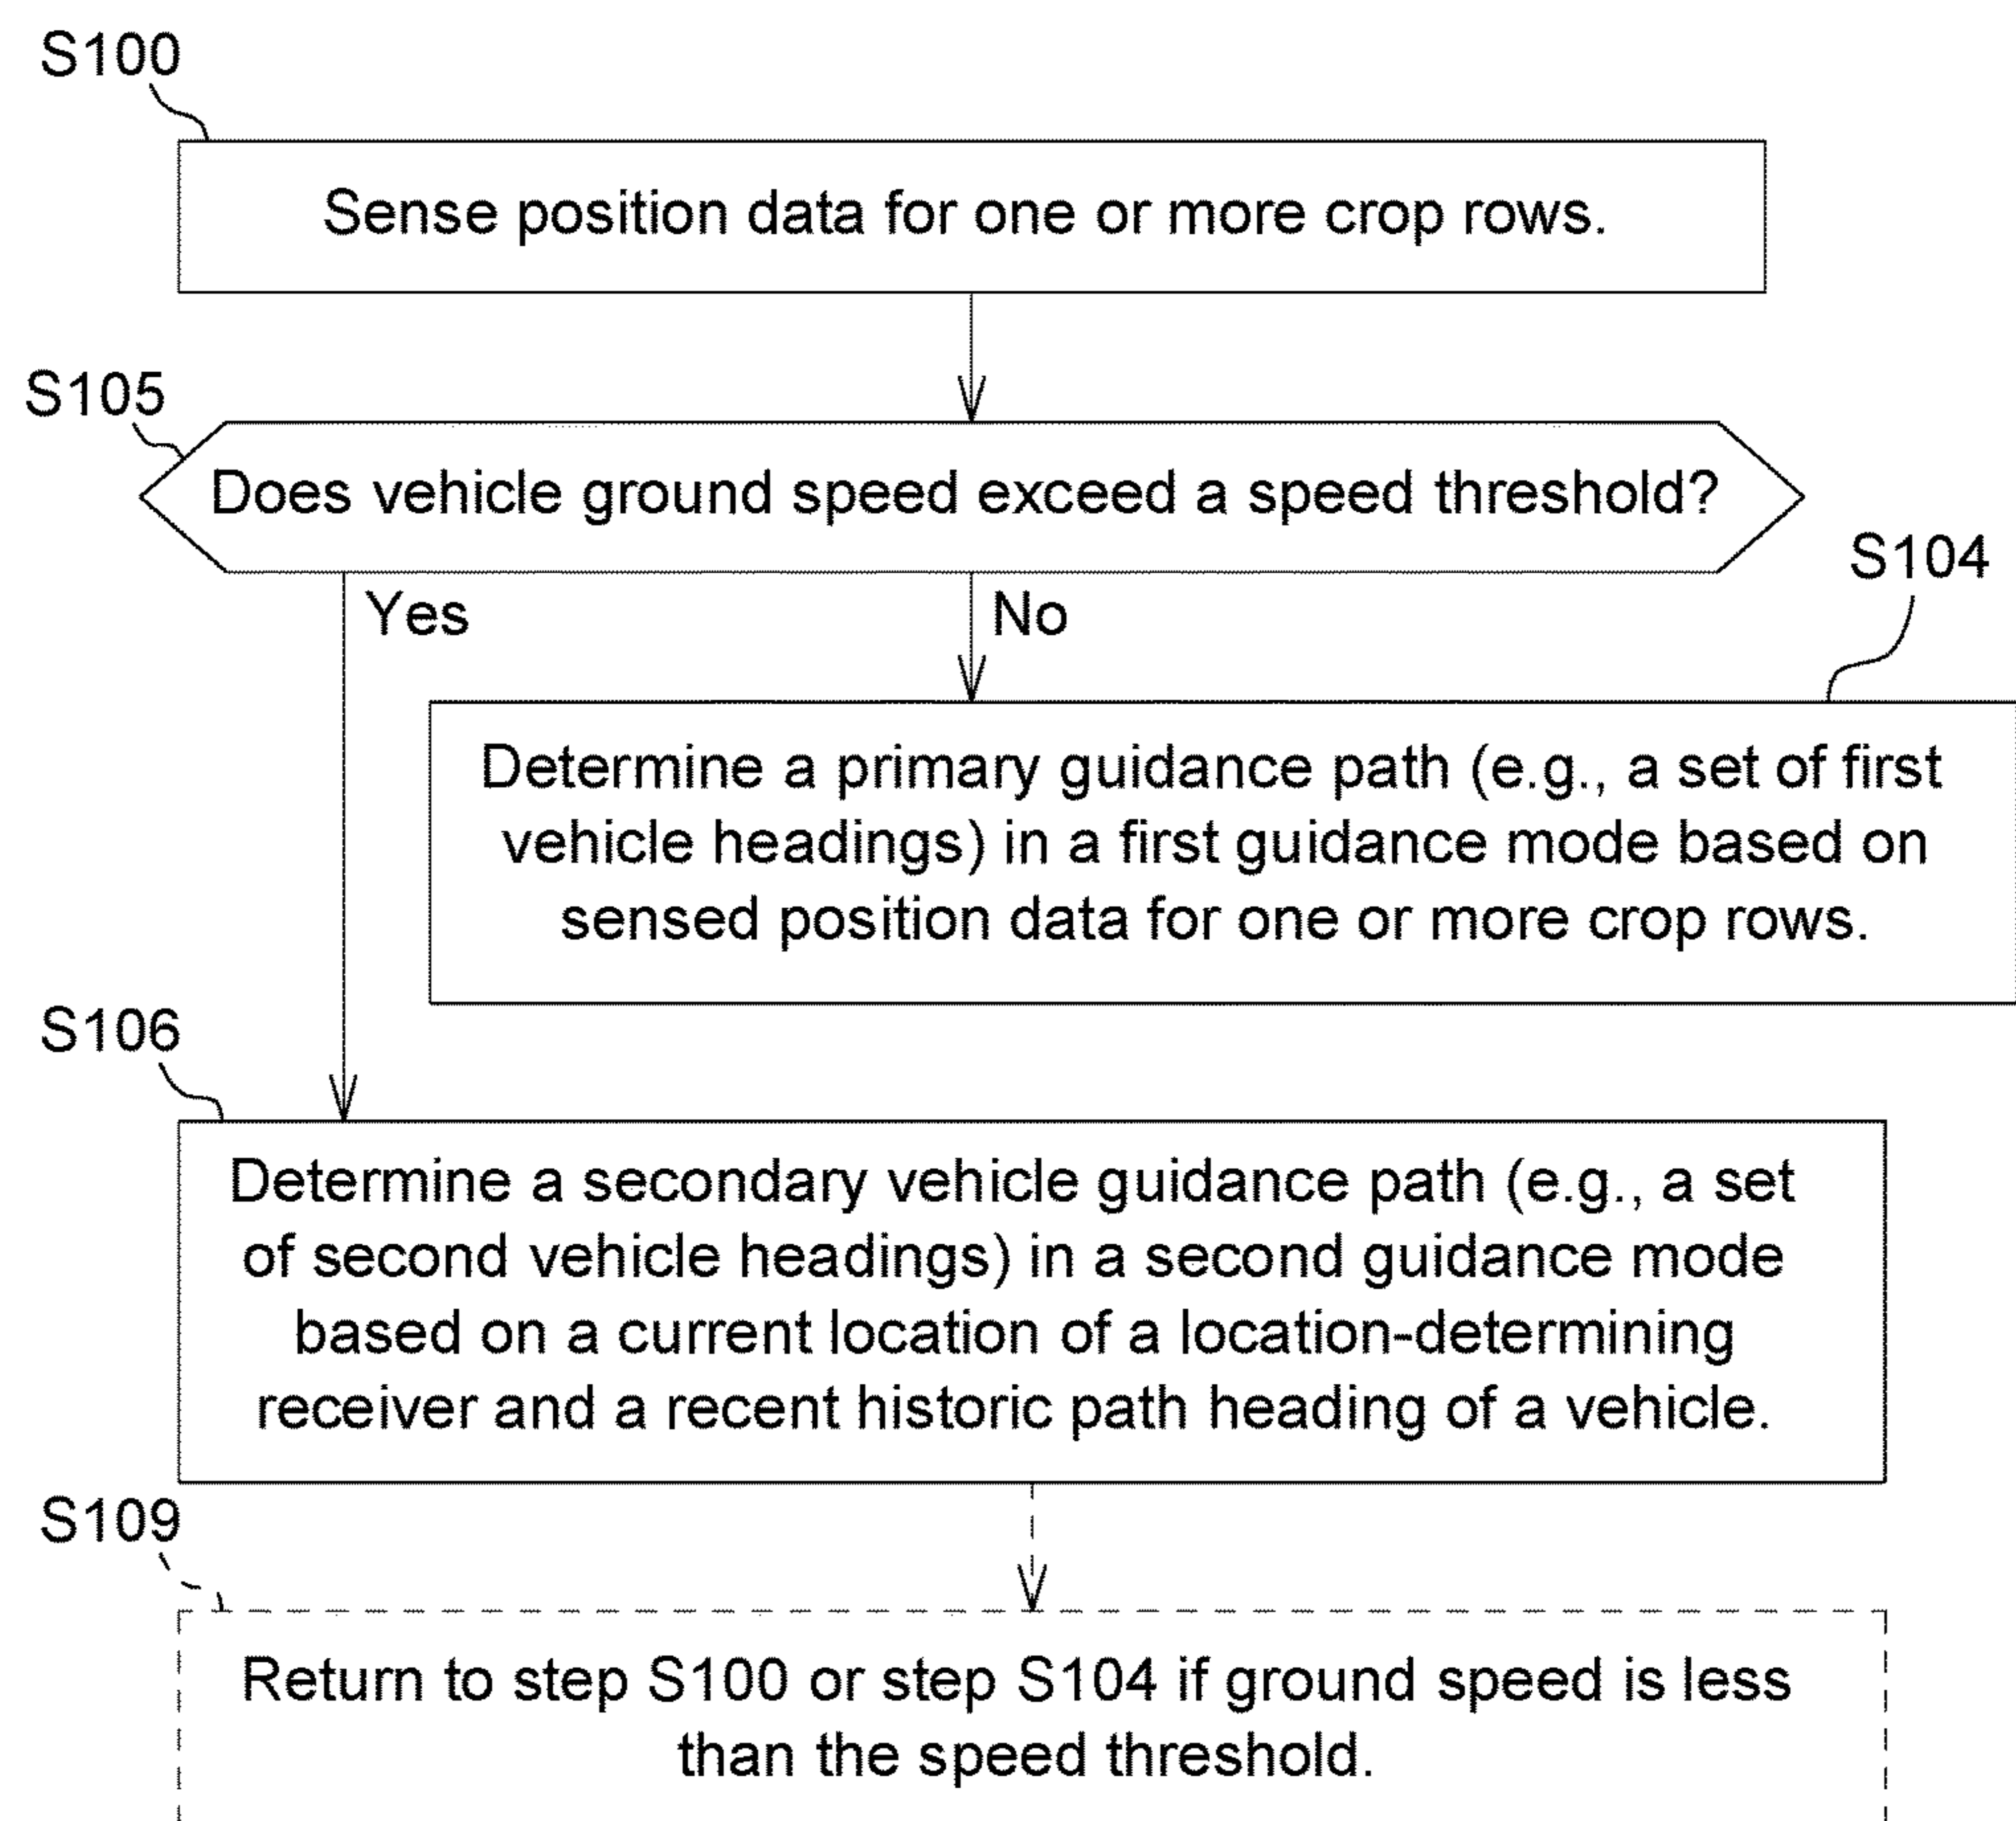 S100
Sense position data for one or more crop rows.
S105
Does vehicle ground speed exceed a speed threshold?
S104
Yes
No
Determine a primary guidance path (e.g., a set of first
vehicle headings) in a first guidance mode based on
sensed position data for one or more crop rows.
S106
Determine a secondary vehicle guidance path (e.g., a set
of second vehicle headings) in a second guidance mode
based on a current location of a location-determining
receiver and a recent historic path heading of a vehicle.
S109
Return to step S100 or step S104 if ground speed is less
than the speed threshold.